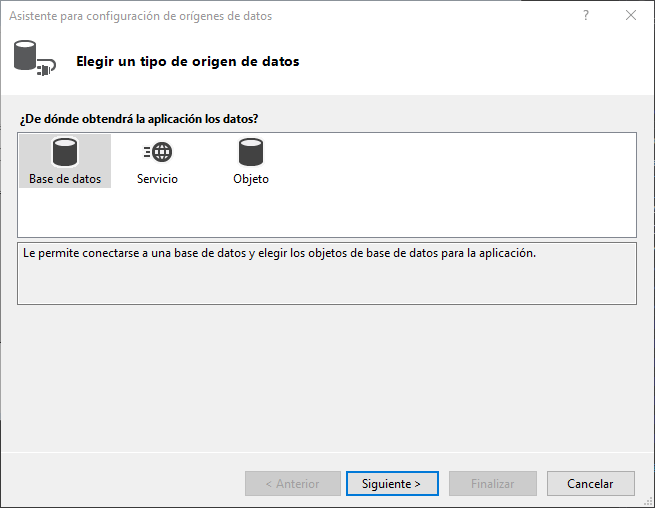 Asistente para configuración de orígenes de datos
?
Elegir un tipo de origen de datos
¿De dónde obtendrá la aplicación los datos?
Base de datos Servicio Objeto
Le permite conectarse a una base de datos y elegir los objetos de base de datos para la aplicación.
< Anterior Siguiente > Finalizar Cancelar